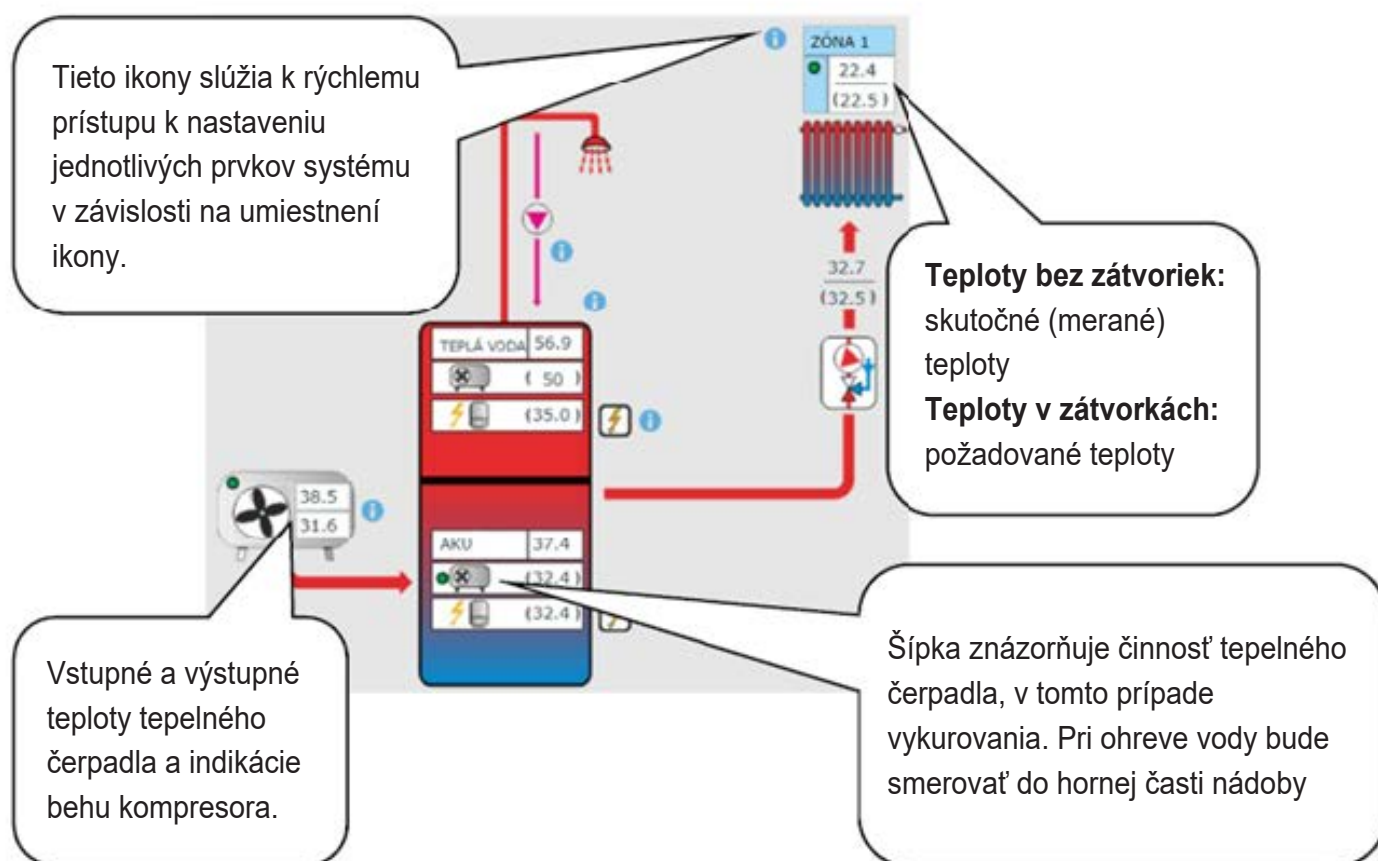 Tieto ikony slúžia k rýchlemu
prístupu k nastaveniu
jednotlivých prvkov systému
v závislosti na umiestnení
ikony.
ZÓNA 1
22.4
(22.5)
32.7
(32.5)
Teploty bez zátvoriek:
skutočné (merané)
teploty
Teploty v zátvorkách:
požadované teploty
TEPLÁ VODA 56.9
( 50 )
(35.0)
38.5
31.6
AKU 37.4
(32.4)
(32.4)
Vstupné a výstupné
teploty tepelného
čerpadla a indikácie
behu kompresora.
Šípka znázorňuje činnosť tepelného
čerpadla, v tomto prípade
vykurovania. Pri ohreve vody bude
smerovať do hornej časti nádoby